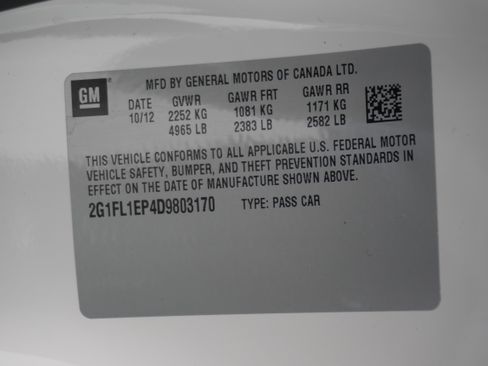 GM
MFD BY GENERAL MOTORS OF CANADA LTD.
DATE GVWR GAWR FRT GAWR RR
10/12 2252 KG 1081 KG 1171 KG
4965 LB 2383 LB 2582 LB
THIS VEHICLE CONFORMS TO ALL APPLICABLE U.S. FEDERAL MOTOR
VEHICLE SAFETY, BUMPER, AND THEFT PREVENTION STANDARDS IN
EFFECT ON THE DATE OF MANUFACTURE SHOWN ABOVE.
2G1FL1EP4D9803170 TYPE: PASS CAR